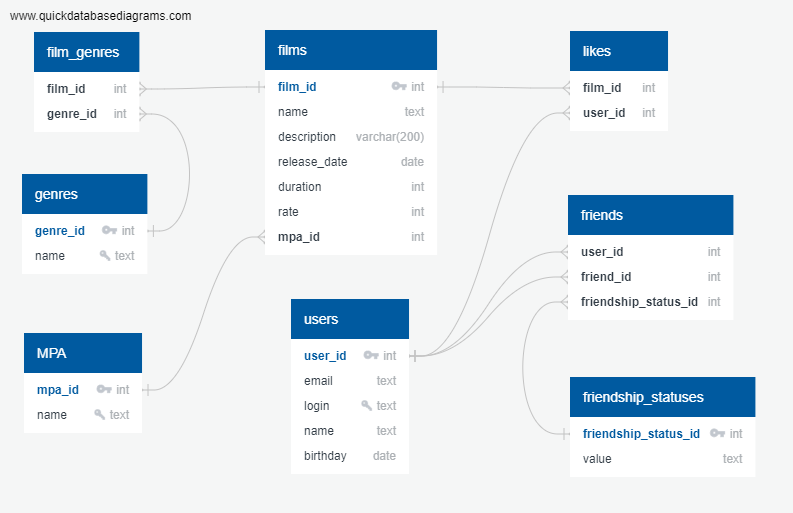 www.quickdatabasediagrams.com
film_genres
film_id int
genre_id int
films
film_id int
name text
description varchar(200)
release_date date
duration int
rate int
mpa_id int
likes
film_id int
user_id int
genres
genre_id int
name text
friends
user_id int
friend_id int
friendship_status_id int
MPA
mpa_id int
name text
users
user_id int
email text
login text
name text
birthday date
friendship_statuses
friendship_status_id int
value text